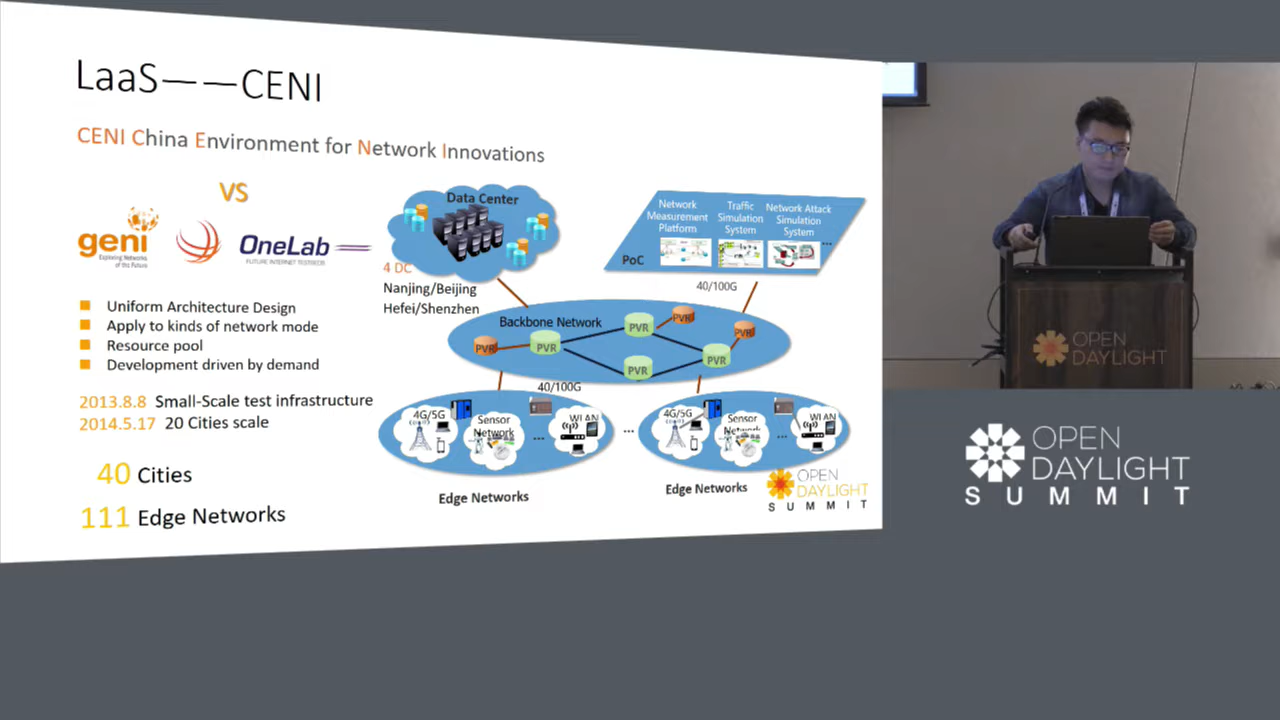 LaaS——CENI
CENI China Environment for Network Innovations
VS
geni
Exploring Networks
of the Future
OneLab
FUTURE INTERNET TESTBEDS
Uniform Architecture Design
Apply to kinds of network mode
Resource pool
Development driven by demand
2013.8.8 Small-Scale test infrastructure
2014.5.17 20 Cities scale
40 Cities
111 Edge Networks
Data Center
4 DC
Nanjing/Beijing
Hefei/Shenzhen
Network
Measurement
Platform
Traffic
Simulation
System
Network Attack
Simulation
System
...
PoC
40/100G
Backbone Network
PVR
PVR
PVR
PVR
PVR
PVR
PVR
40/100G
4G/5G
Sensor
Network
...
WLAN
Edge Networks
...
4G/5G
Sensor
Network
...
WLAN
Edge Networks
OPEN
DAYLIGHT
SUMMIT
OPEN
DAYLIGHT
OPEN
DAYLIGHT
SUMMIT